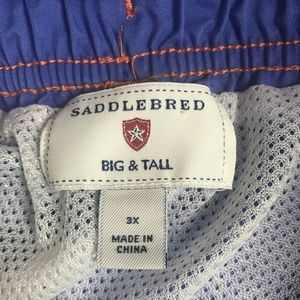 SADDLEBRED
BIG & TALL
3X
MADE IN
CHINA